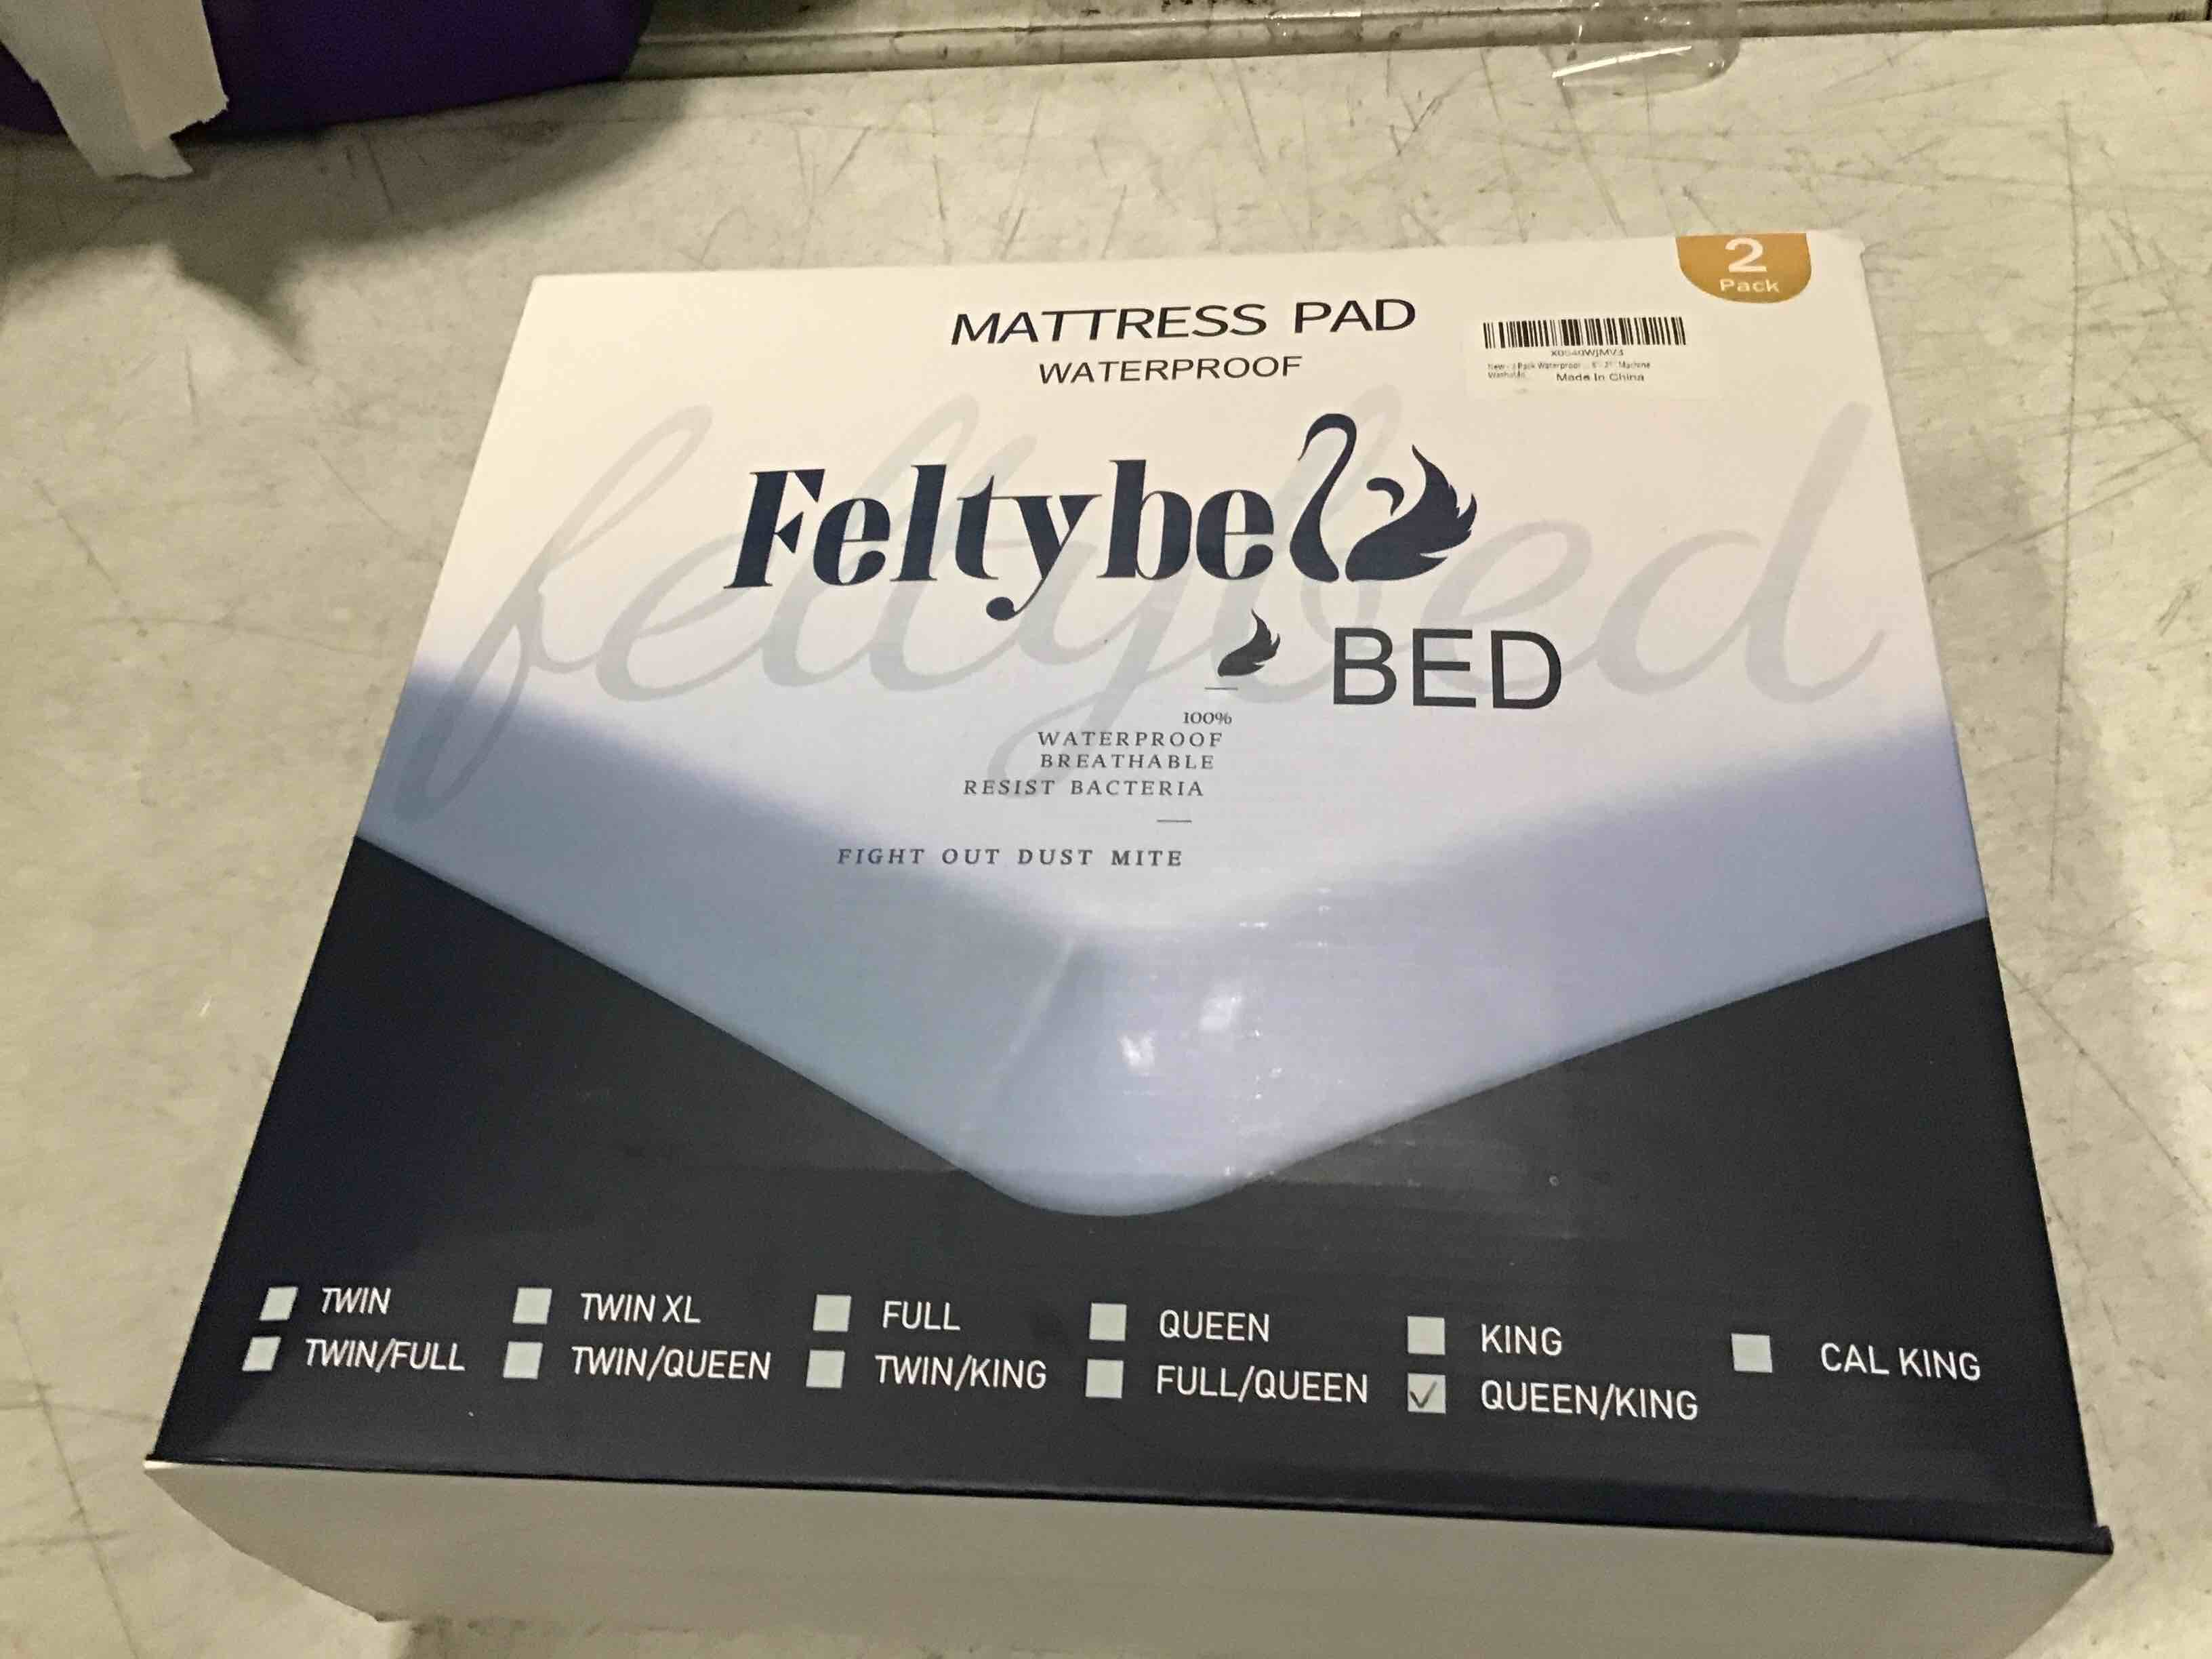 2
Pack
MATTRESS PAD
WATERPROOF
Made In China
feltybed
Feltybed
BED
100%
WATERPROOF
BREATHABLE
RESIST BACTERIA
FIGHT OUT DUST MITE
TWIN TWIN XL FULL QUEEN KING CAL KING
TWIN/FULL TWIN/QUEEN TWIN/KING FULL/QUEEN QUEEN/KING